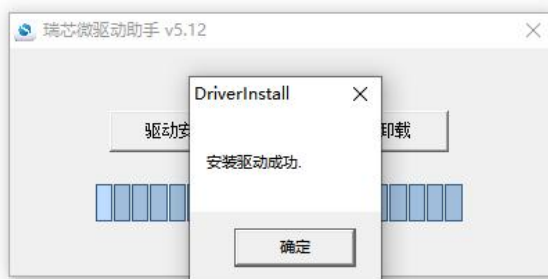 瑞芯微驱动助手 v5.12
DriverInstall
驱动安
卸载
安装驱动成功.
确定